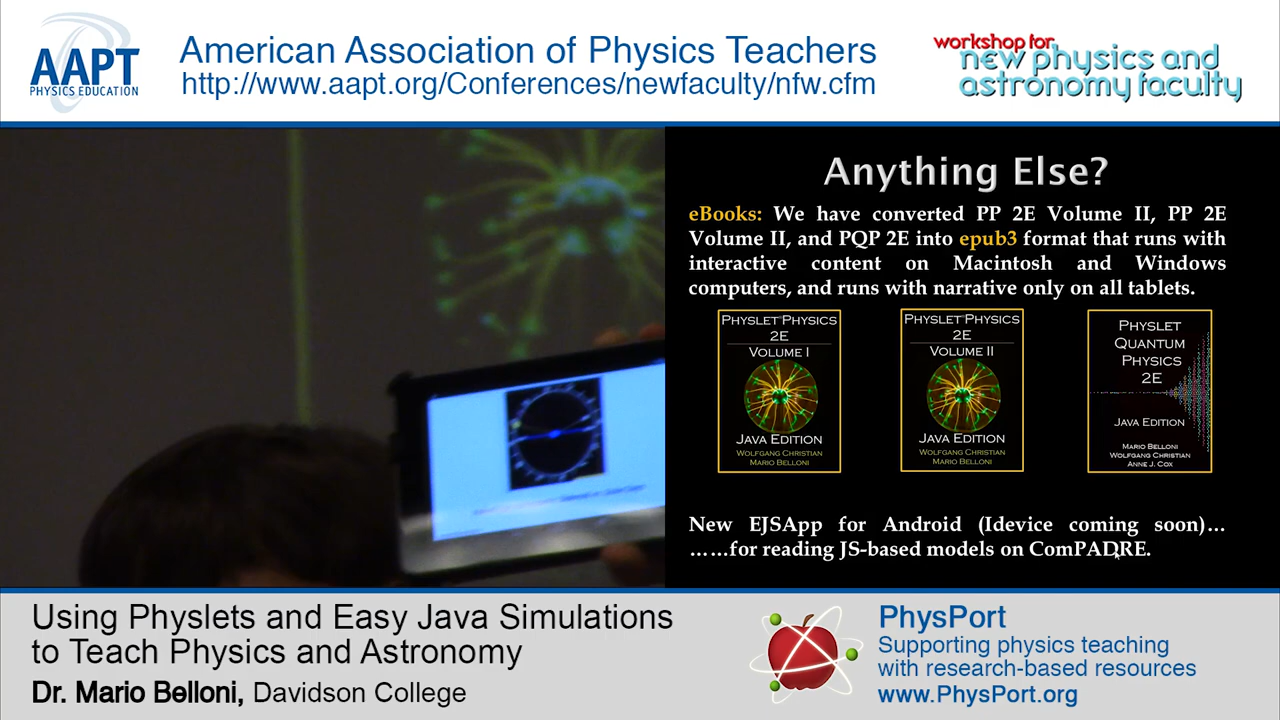 AAPT
PHYSICS EDUCATION
American Association of Physics Teachers
http://www.aapt.org/Conferences/newfaculty/nfw.cfm
workshop for
new physics and
astronomy faculty
Anything Else?
eBooks: We have converted PP 2E Volume II, PP 2E
Volume II, and PQP 2E into epub3 format that runs with
interactive content on Macintosh and Windows
computers, and runs with narrative only on all tablets.
PHYSLET PHYSICS
2E
VOLUME I
JAVA EDITION
WOLFGANG CHRISTIAN
MARIO BELLONI
PHYSLET PHYSICS
2E
VOLUME II
JAVA EDITION
WOLFGANG CHRISTIAN
MARIO BELLONI
PHYSLET
QUANTUM
PHYSICS
2E
JAVA EDITION
MARIO BELLONI
WOLFGANG CHRISTIAN
ANNE J. COX
New EJSApp for Android (Idevice coming soon)…
……for reading JS-based models on ComPADRE.
Using Physlets and Easy Java Simulations
to Teach Physics and Astronomy
Dr. Mario Belloni, Davidson College
PhysPort
Supporting physics teaching
with research-based resources
www.PhysPort.org